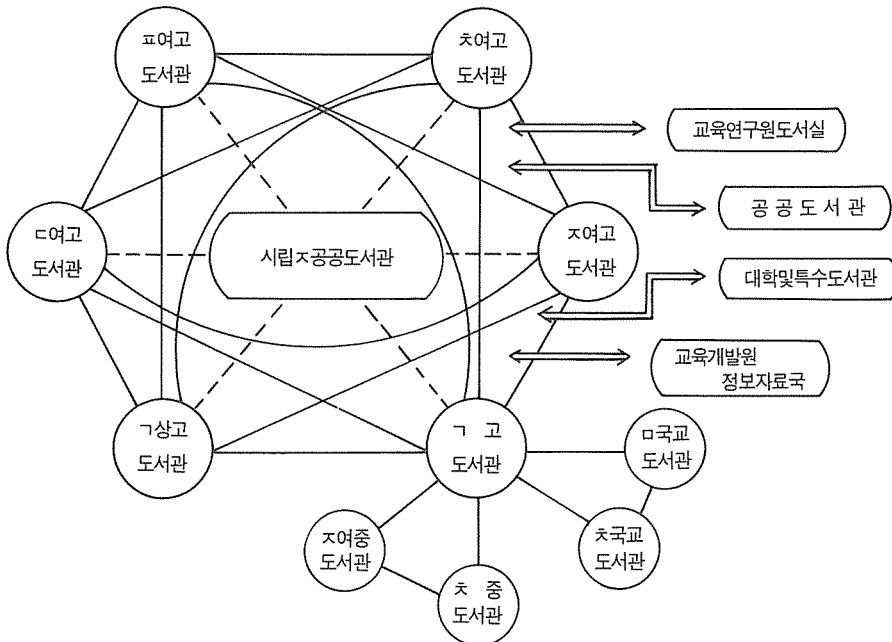 ㅍ여고
도서관
ㅊ여고
도서관
교육연구원도서실
공 공 도 서 관
ㄷ여고
도서관
시립ㅈ공공도서관
ㅈ여고
도서관
대학및특수도서관
교육개발원
정보자료국
ㄱ상고
도서관
ㄱ 고
도서관
ㅁ국교
도서관
ㅈ여중
도서관
ㅊ국교
도서관
ㅊ 중
도서관